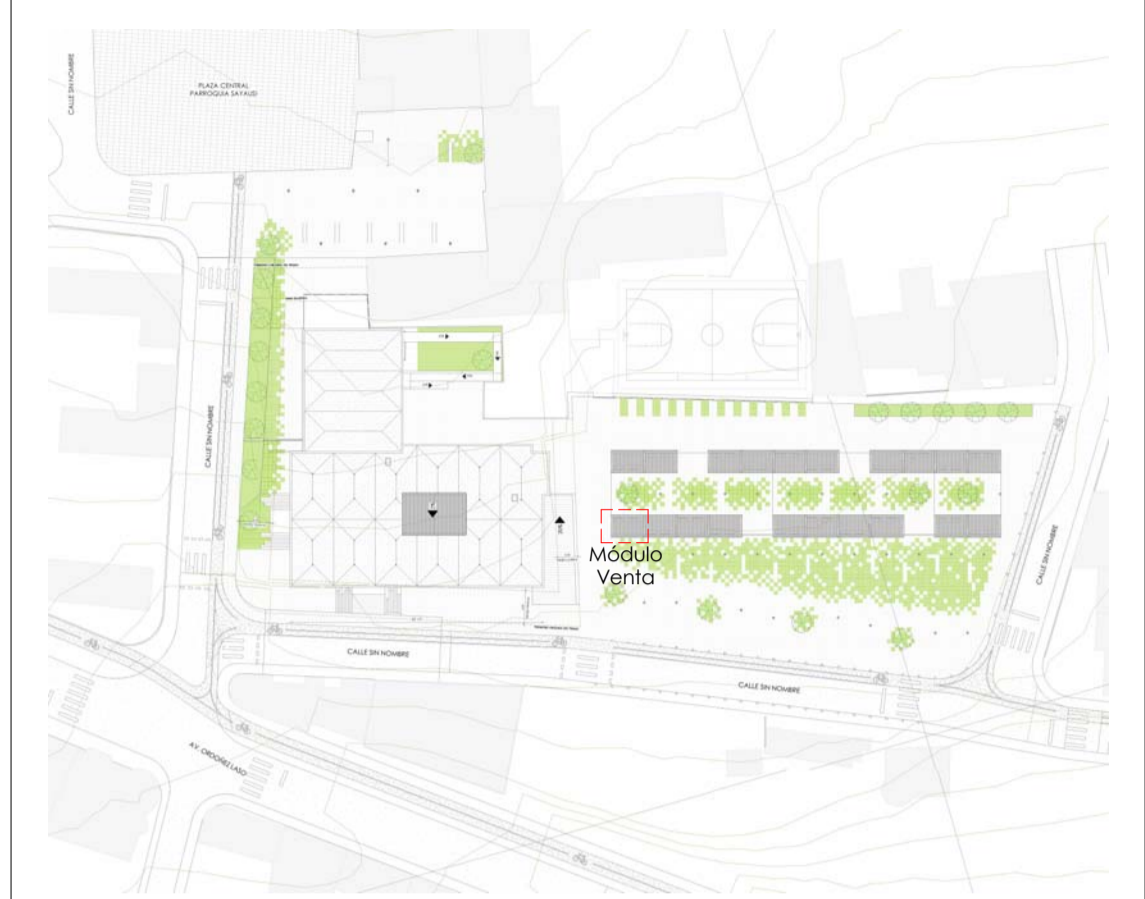 CALLE SIN NOMBRE
PLAZA CENTRAL
PARROQUIA SAYAUSI
CALLE SIN NOMBRE
Módulo
Venta
CALLE SIN NOMBRE
CALLE SIN NOMBRE
CALLE SIN NOMBRE
AV. ORDOÑEZ LASO